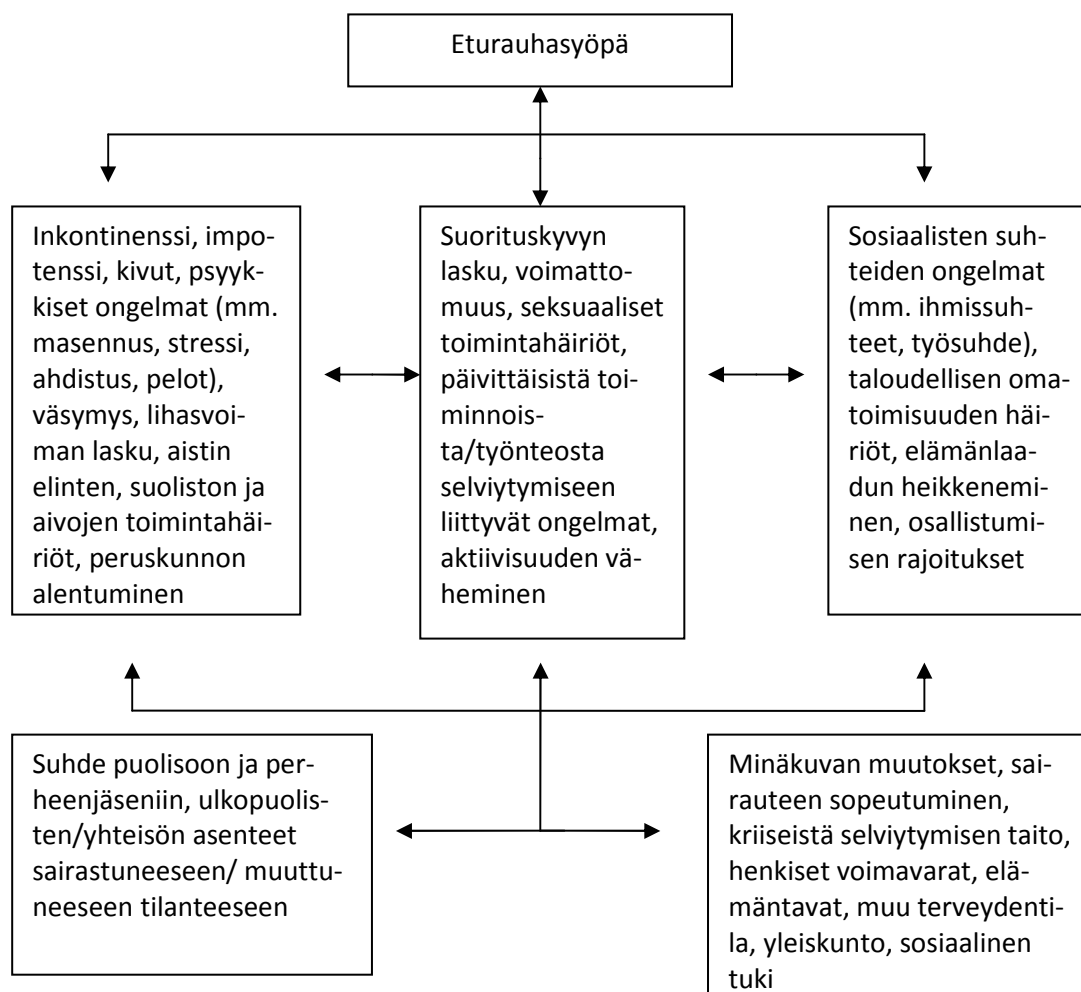 Eturauhasyöpä
Inkontinenssi, impo-
tenssi, kivut, psyyk-
kiset ongelmat (mm.
masennus, stressi,
ahdistus, pelot),
väsymys, lihasvoi-
man lasku, aistin
elinten, suoliston ja
aivojen toimintahäi-
riöt, peruskunnon
alentuminen
Suorituskyvyn
lasku, voimatto-
muus, seksuaaliset
toimintahäiriöt,
päivittäisistä toi-
minnois-
ta/työnteosta
selviytymiseen
liittyvät ongelmat,
aktiivisuuden vä-
heminen
Sosiaalisten suh-
teiden ongelmat
(mm. ihmissuh-
teet, työsuhde),
taloudellisen oma-
toimisuuden häi-
riöt, elämänlaa-
dun heikkenemi-
nen, osallistumi-
sen rajoitukset
Suhde puolisoon ja per-
heenjäseniin, ulkopuolis-
ten/yhteisön asenteet
sairastuneeseen/ muuttu-
neeseen tilanteeseen
Minäkuvan muutokset, sai-
rauteen sopeutuminen,
kriiseistä selviytymisen taito,
henkiset voimavarat, elä-
mäntavat, muu terveydenti-
la, yleiskunto, sosiaalinen
tuki